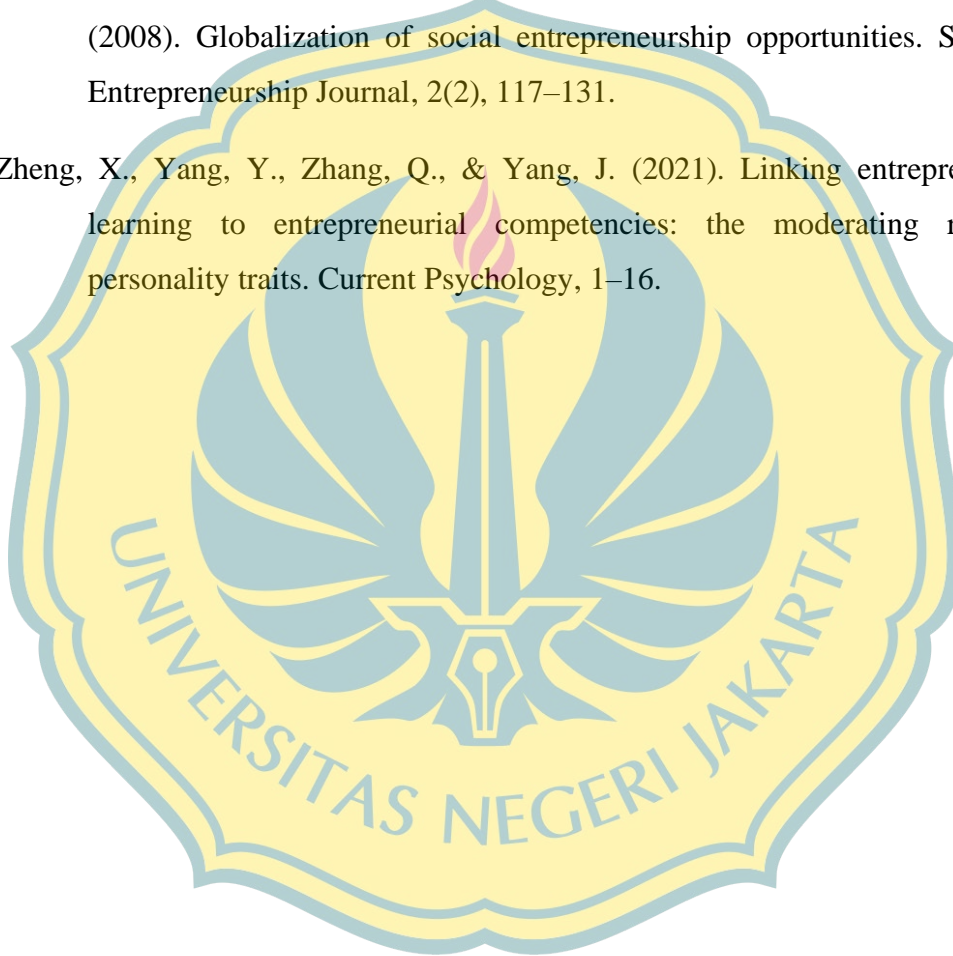 (2008). Globalization of social entrepreneurship opportunities. S
Entrepreneurship Journal, 2(2), 117–131.
Zheng, X., Yang, Y., Zhang, Q., & Yang, J. (2021). Linking entrepre
learning to entrepreneurial competencies: the moderating
personality traits. Current Psychology, 1–16.
UNIVERSITAS NEGERI JAKARTA